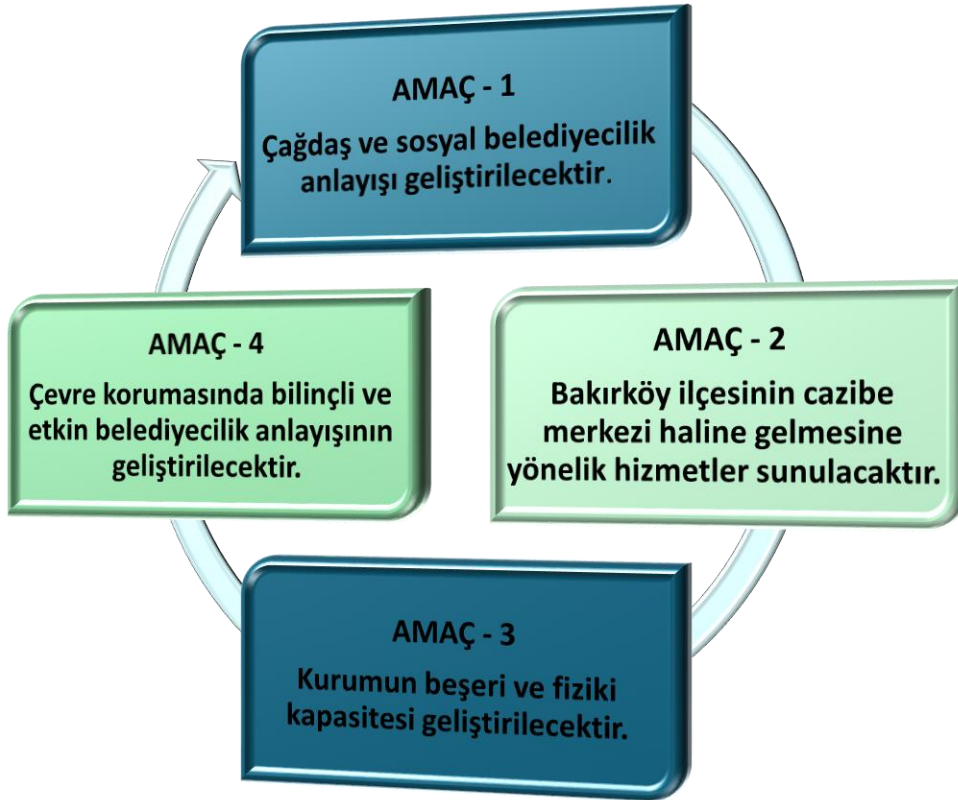 AMAÇ - 1
Çağdaş ve sosyal belediyecilik
anlayışı geliştirilecektir.
AMAÇ - 2
Bakırköy ilçesinin cazibe
merkezi haline gelmesine
yönelik hizmetler sunulacaktır.
AMAÇ - 3
Kurumun beşeri ve fiziki
kapasitesi geliştirilecektir.
AMAÇ - 4
Çevre korumasında bilinçli ve
etkin belediyecilik anlayışının
geliştirilecektir.